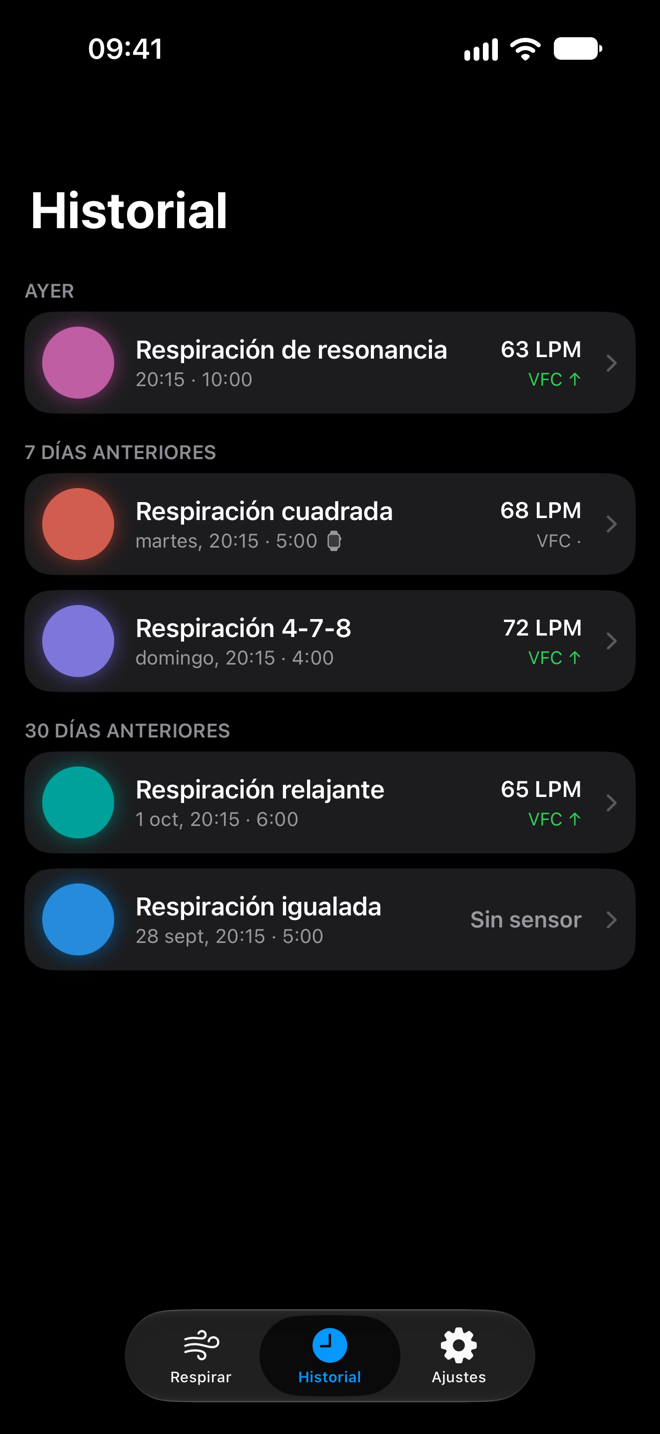 09:41
Historial
AYER
Respiración de resonancia
63 LPM
20:15 · 10:00
VFC ↑
7 DÍAS ANTERIORES
Respiración cuadrada
68 LPM
martes, 20:15 · 5:00
VFC ·
Respiración 4-7-8
72 LPM
domingo, 20:15 · 4:00
VFC ↑
30 DÍAS ANTERIORES
Respiración relajante
65 LPM
1 oct, 20:15 · 6:00
VFC ↑
Respiración igualada
Sin sensor
28 sept, 20:15 · 5:00
Respirar
Historial
Ajustes